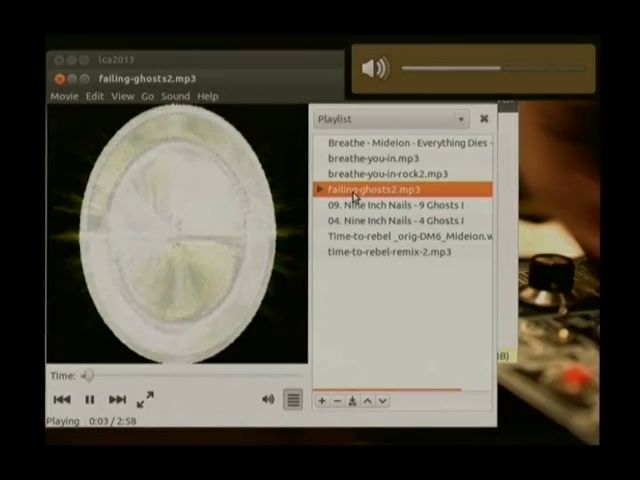 lca2013
failing-ghosts2.mp3
Movie Edit View Go Sound Help
Playlist
Breathe - Mideion - Everything Dies -
breathe-you-in.mp3
breathe-you-in-rock2.mp3
failing-ghosts2.mp3
09. Nine Inch Nails - 9 Ghosts I
04. Nine Inch Nails - 4 Ghosts I
Time-to-rebel _orig-DM6_Mideion.w
time-to-rebel-remix-2.mp3
Time:
Playing 0:03 / 2:58